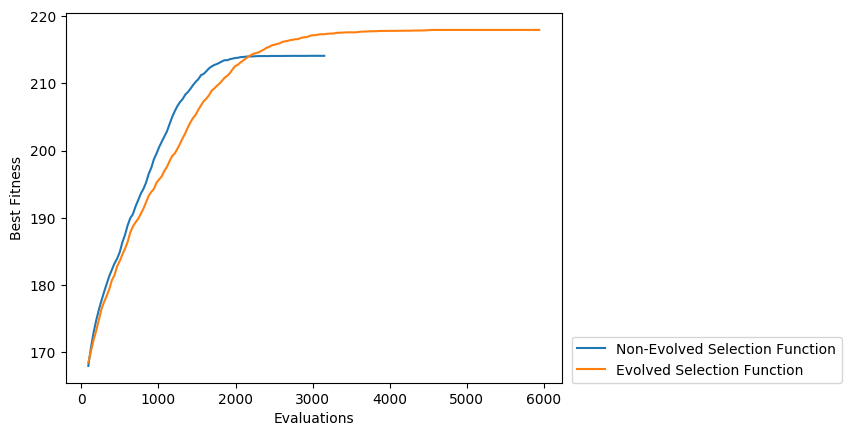 220
210
200
190
180
170
Best Fitness
0 1000 2000 3000 4000 5000 6000
Evaluations
Non-Evolved Selection Function
Evolved Selection Function